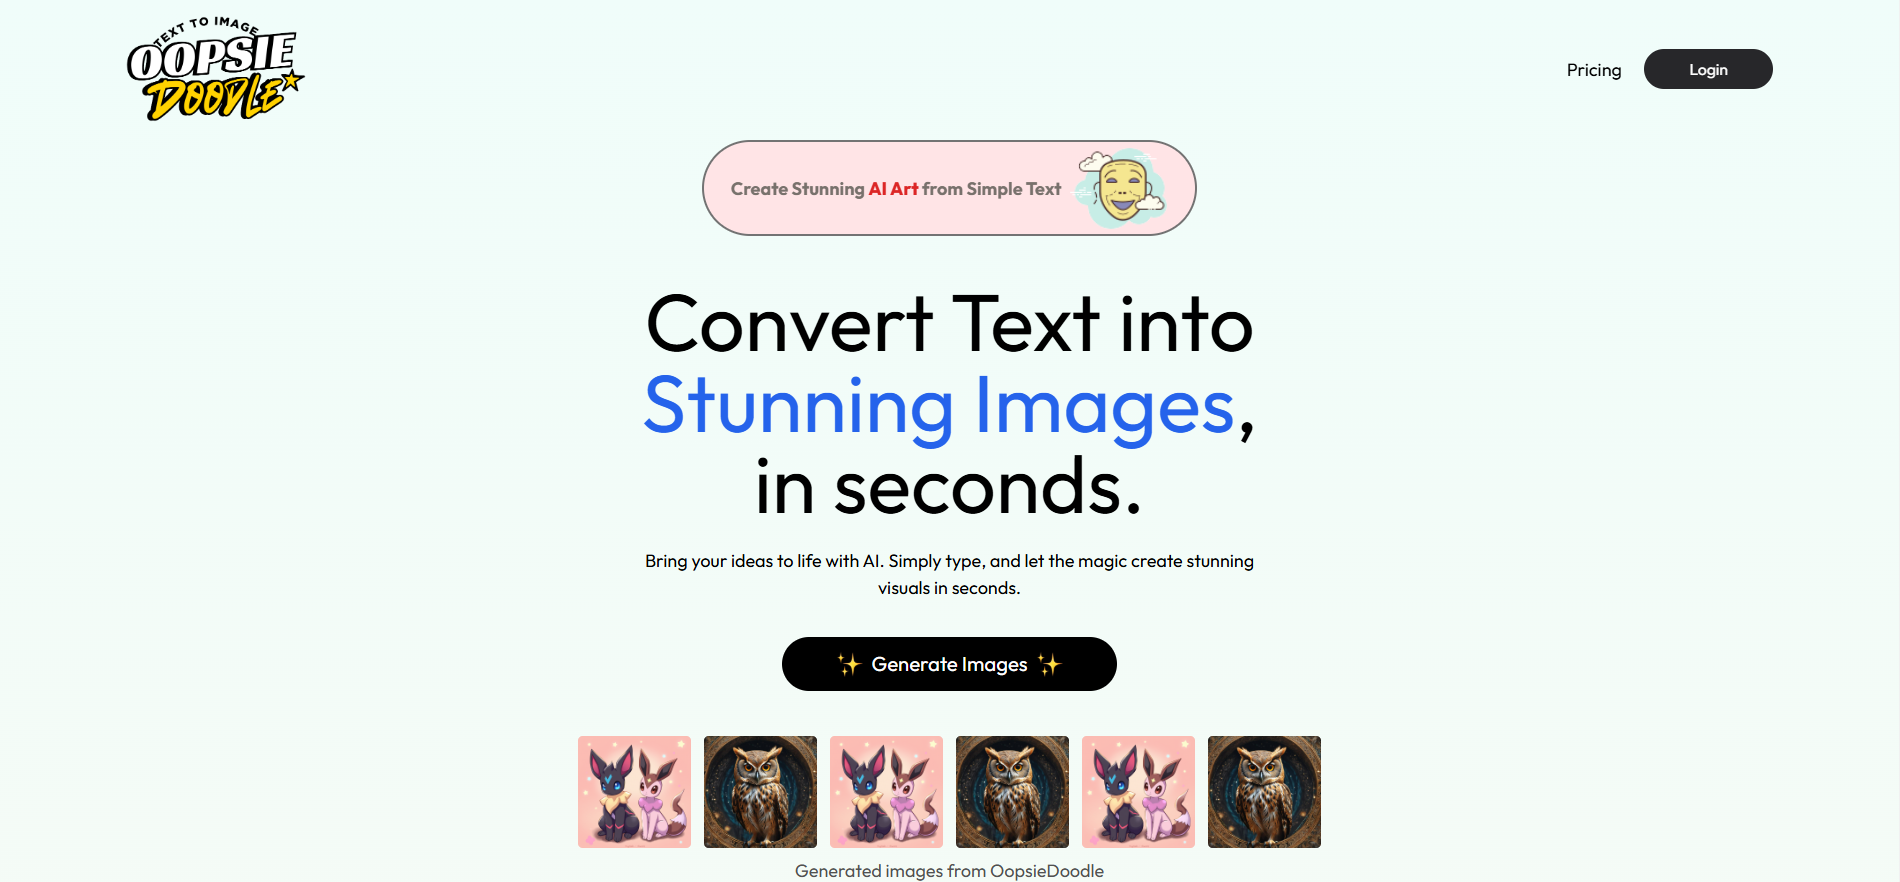 TEXT TO IMAGE
OOPSIE
DOODLE
Pricing
Login
Create Stunning AI Art from Simple Text
Convert Text into
Stunning Images,
in seconds.
Bring your ideas to life with AI. Simply type, and let the magic create stunning
visuals in seconds.
✨ Generate Images ✨
Generated images from OopsieDoodle